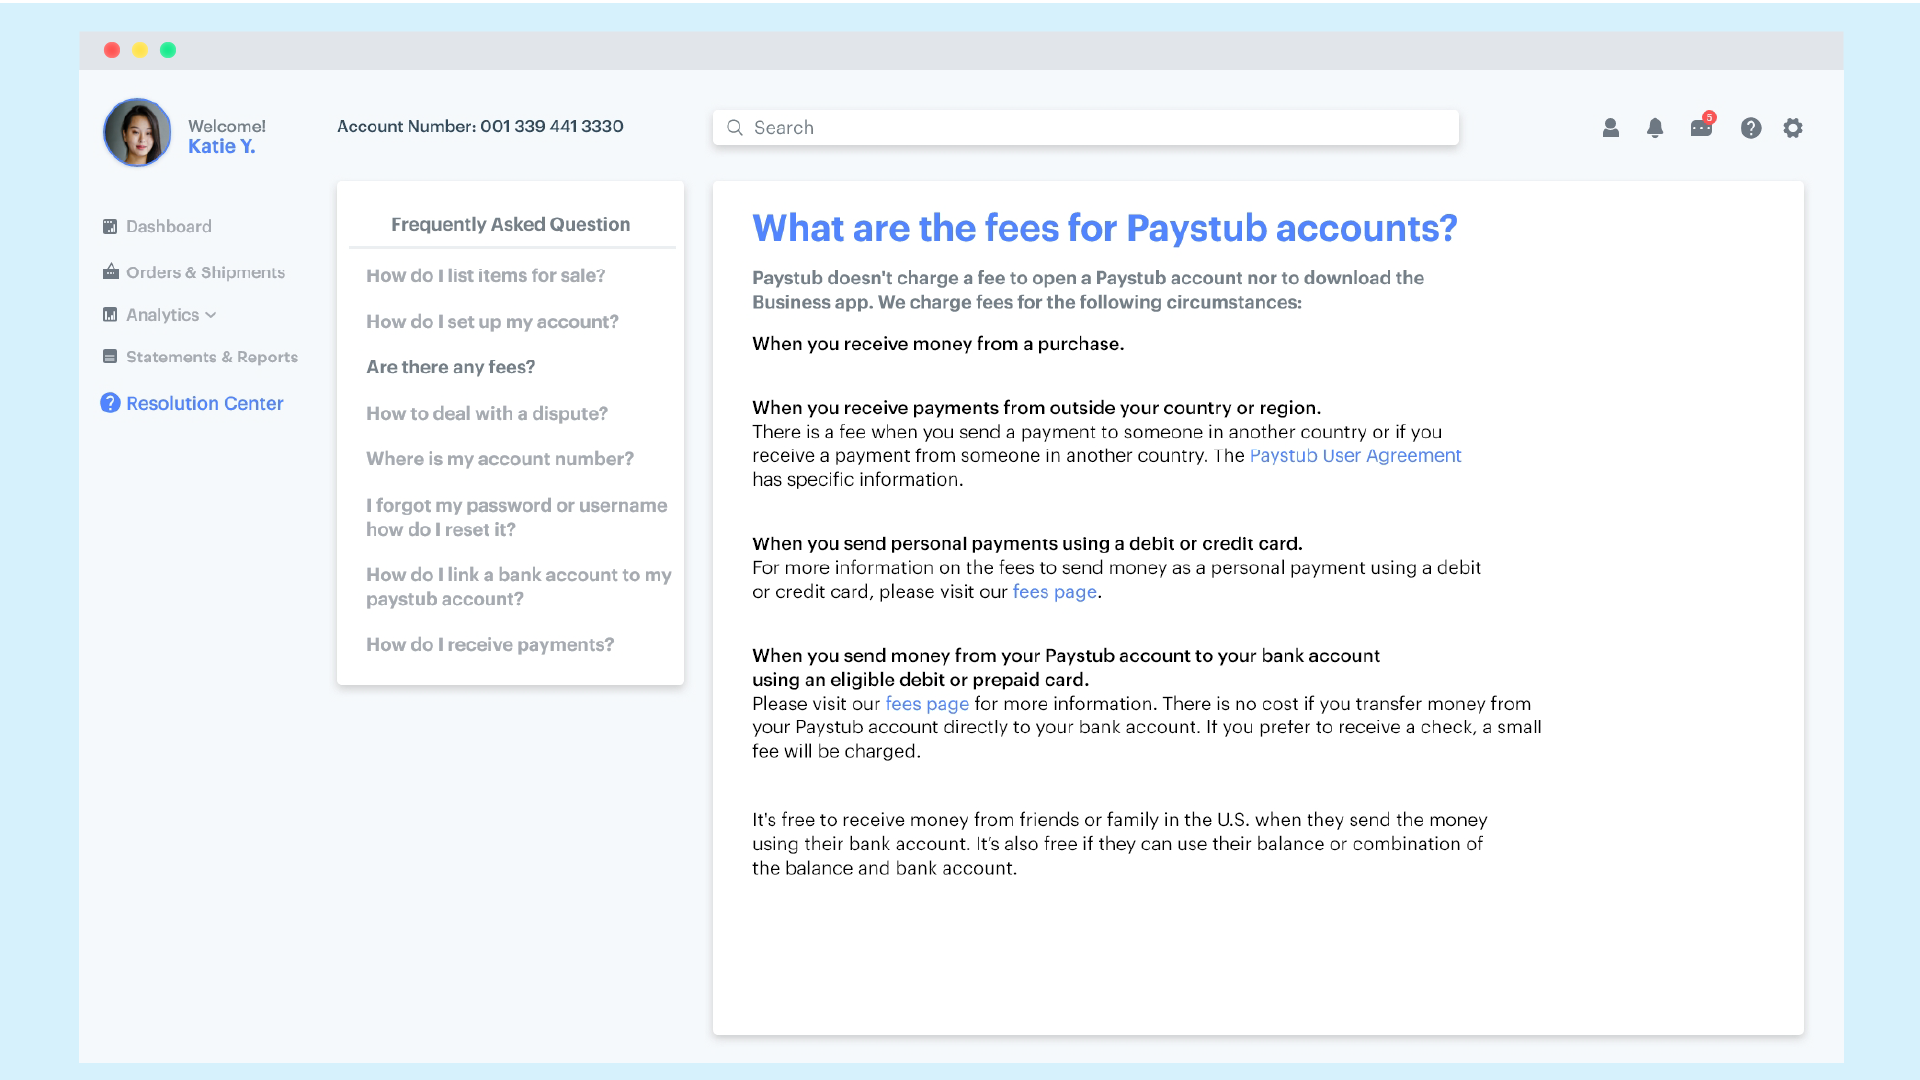 Welcome!
Katie Y.
Account Number: 001 339 441 3330
Search
5
Dashboard
Orders & Shipments
Analytics
Statements & Reports
Resolution Center
Frequently Asked Question
How do I list items for sale?
How do I set up my account?
Are there any fees?
How to deal with a dispute?
Where is my account number?
I forgot my password or username
how do I reset it?
How do I link a bank account to my
paystub account?
How do I receive payments?
What are the fees for Paystub accounts?
Paystub doesn't charge a fee to open a Paystub account nor to download the
Business app. We charge fees for the following circumstances:
When you receive money from a purchase.
When you receive payments from outside your country or region.
There is a fee when you send a payment to someone in another country or if you
receive a payment from someone in another country. The Paystub User Agreement
has specific information.
When you send personal payments using a debit or credit card.
For more information on the fees to send money as a personal payment using a debit
or credit card, please visit our fees page.
When you send money from your Paystub account to your bank account
using an eligible debit or prepaid card.
Please visit our fees page for more information. There is no cost if you transfer money from
your Paystub account directly to your bank account. If you prefer to receive a check, a small
fee will be charged.
It's free to receive money from friends or family in the U.S. when they send the money
using their bank account. It’s also free if they can use their balance or combination of
the balance and bank account.